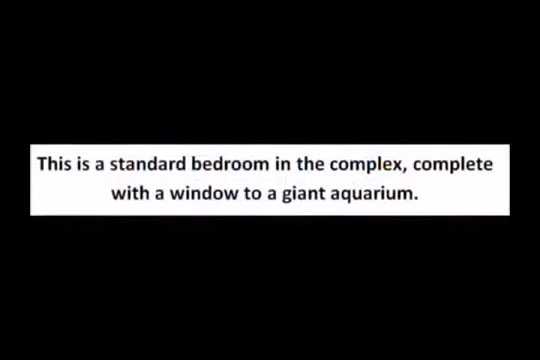 This is a standard bedroom in the complex, complete
with a window to a giant aquarium.